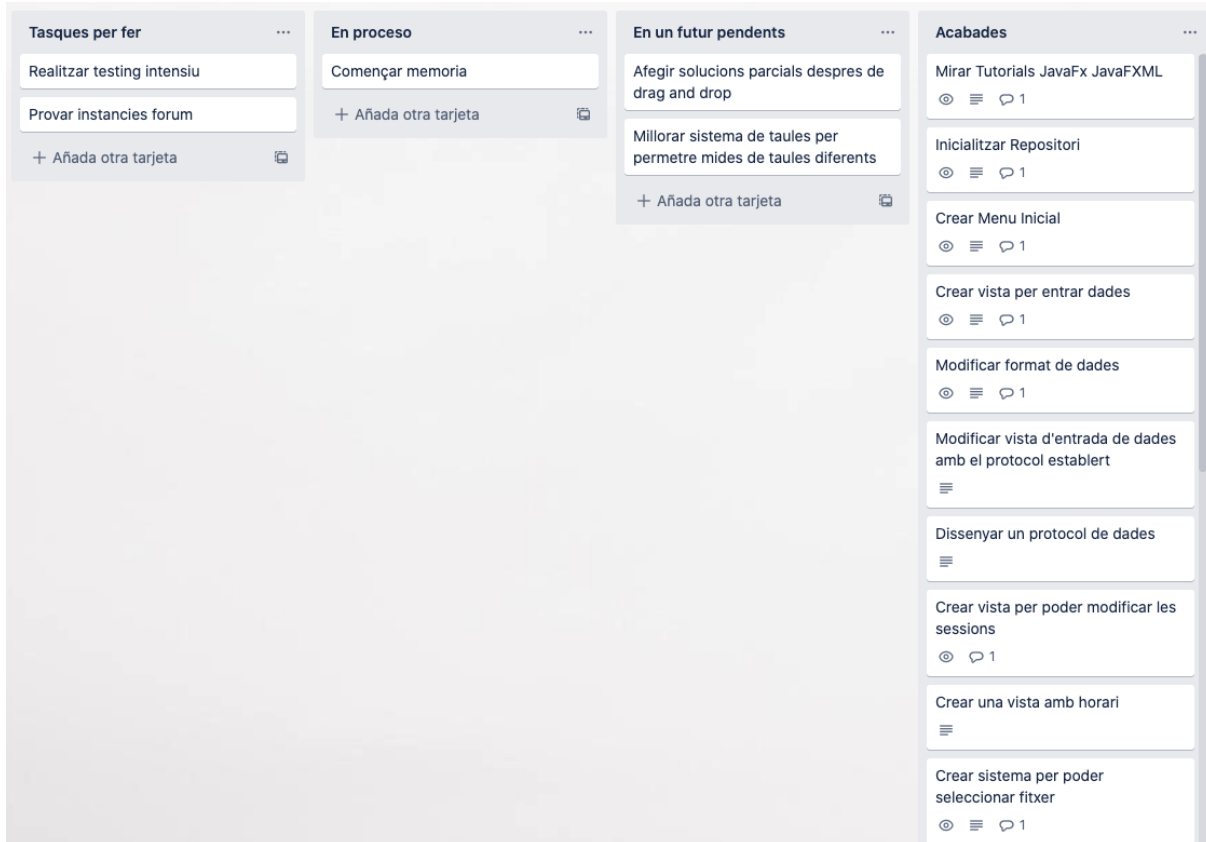 Tasques per fer
Realitzar testing intensiu
Provar instancies forum
Añada otra tarjeta
En proceso
Començar memoria
Añada otra tarjeta
En un futur pendents
Afegir solucions parcials despres de
drag and drop
Millorar sistema de taules per
permetre mides de taules diferents
Añada otra tarjeta
Acabades
Mirar Tutorials JavaFx JavaFXML
1
Inicialitzar Repositori
1
Crear Menu Inicial
1
Crear vista per entrar dades
1
Modificar format de dades
1
Modificar vista d'entrada de dades
amb el protocol establert
Dissenyar un protocol de dades
Crear vista per poder modificar les
sessions
1
Crear una vista amb horari
Crear sistema per poder
seleccionar fitxer
1